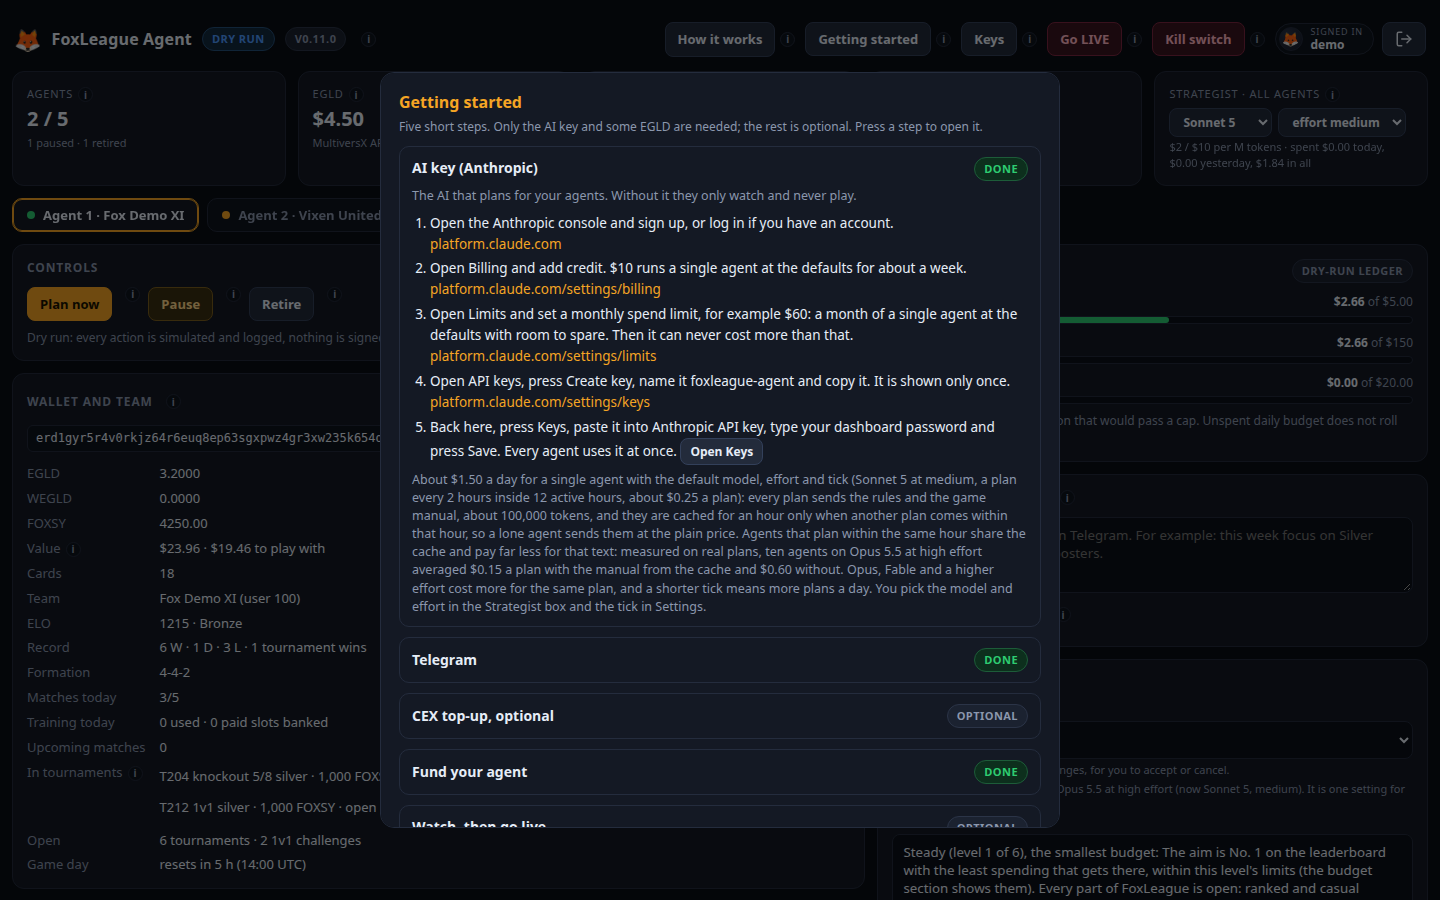 FoxLeague Agent
DRY RUN
V0.11.0
How it works
Getting started
Keys
Go LIVE
Kill switch
SIGNED IN
demo
AGENTS
2 / 5
1 paused · 1 retired
EGLD
$4.50
STRATEGIST · ALL AGENTS
Sonnet 5
effort medium
$2 / $10 per M tokens · spent $0.00 today,
$0.00 yesterday, $1.84 in all
Agent 1 · Fox Demo XI
Agent 2 · Vixen United
CONTROLS
Plan now
Pause
Retire
Dry run: every action is simulated and logged, nothing is signed
WALLET AND TEAM
EGLD 3.2000
WEGLD 0.0000
FOXSY 4250.00
Value $23.96 · $19.46 to play with
Cards 18
Team Fox Demo XI (user 100)
ELO 1215 · Bronze
Record 6 W · 1 D · 3 L · 1 tournament wins
Formation 4-4-2
Matches today 3/5
Training today 0 used · 0 paid slots banked
Upcoming matches 0
In tournaments T204 knockout 5/8 silver · 1,000
T212 1v1 silver · 1,000 FOXSY · open
Open 6 tournaments · 2 1v1 challenges
Game day resets in 5 h (14:00 UTC)
Getting started
Five short steps. Only the AI key and some EGLD are needed; the rest is optional. Press a step to open it.
AI key (Anthropic)
DONE
The AI that plans for your agents. Without it they only watch and never play.
1. Open the Anthropic console and sign up, or log in if you have an account.
platform.claude.com
2. Open Billing and add credit. $10 runs a single agent at the defaults for about a week.
platform.claude.com/settings/billing
3. Open Limits and set a monthly spend limit, for example $60: a month of a single agent at the
defaults with room to spare. Then it can never cost more than that.
platform.claude.com/settings/limits
4. Open API keys, press Create key, name it foxleague-agent and copy it. It is shown only once.
platform.claude.com/settings/keys
5. Back here, press Keys, paste it into Anthropic API key, type your dashboard password and
press Save. Every agent uses it at once. Open Keys
About $1.50 a day for a single agent with the default model, effort and tick (Sonnet 5 at medium, a plan
every 2 hours inside 12 active hours, about $0.25 a plan): every plan sends the rules and the game
manual, about 100,000 tokens, and they are cached for an hour only when another plan comes within
that hour, so a lone agent sends them at the plain price. Agents that plan within the same hour share the
cache and pay far less for that text: measured on real plans, ten agents on Opus 5.5 at high effort
averaged $0.15 a plan with the manual from the cache and $0.60 without. Opus, Fable and a higher
effort cost more for the same plan, and a shorter tick means more plans a day. You pick the model and
effort in the Strategist box and the tick in Settings.
Telegram
DONE
CEX top-up, optional
OPTIONAL
Fund your agent
DONE
Watch, then go live
OPTIONAL
DRY-RUN LEDGER
$2.66 of $5.00
$2.66 of $150
$0.00 of $20.00
that would pass a cap. Unspent daily budget does not roll
Telegram. For example: this week focus on Silver
for you to accept or cancel.
Opus 5.5 at high effort (now Sonnet 5, medium). It is one setting for
Steady (level 1 of 6), the smallest budget: The aim is No. 1 on the leaderboard
with the least spending that gets there, within this level's limits (the budget
section shows them). Every part of FoxLeague is open: ranked and casual